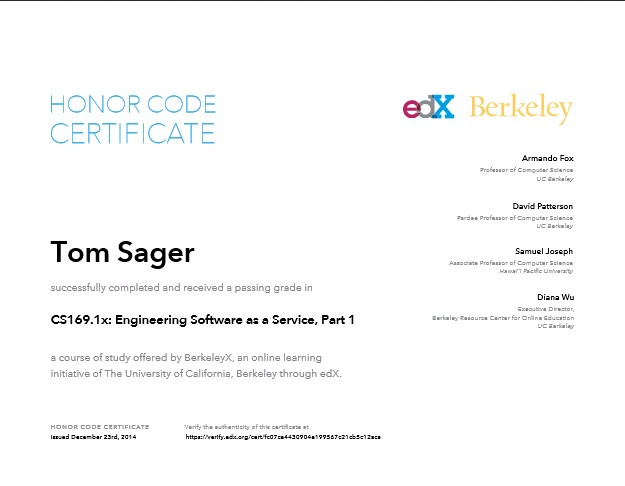 HONOR CODE
CERTIFICATE
edX Berkeley
Armando Fox
Professor of Computer Science
UC Berkeley
David Patterson
Pardee Professor of Computer Science
UC Berkeley
Samuel Joseph
Associate Professor of Computer Science
Hawai'i Pacific University
Diana Wu
Executive Director,
Berkeley Resource Center for Online Education
UC Berkeley
Tom Sager
successfully completed and received a passing grade in
CS169.1x: Engineering Software as a Service, Part 1
a course of study offered by BerkeleyX, an online learning
initiative of The University of California, Berkeley through edX.
HONOR CODE CERTIFICATE
Issued December 23rd, 2014
Verify the authenticity of this certificate at
https://verify.edx.org/cert/fc07ca4430904a199567c21cb5c12aca